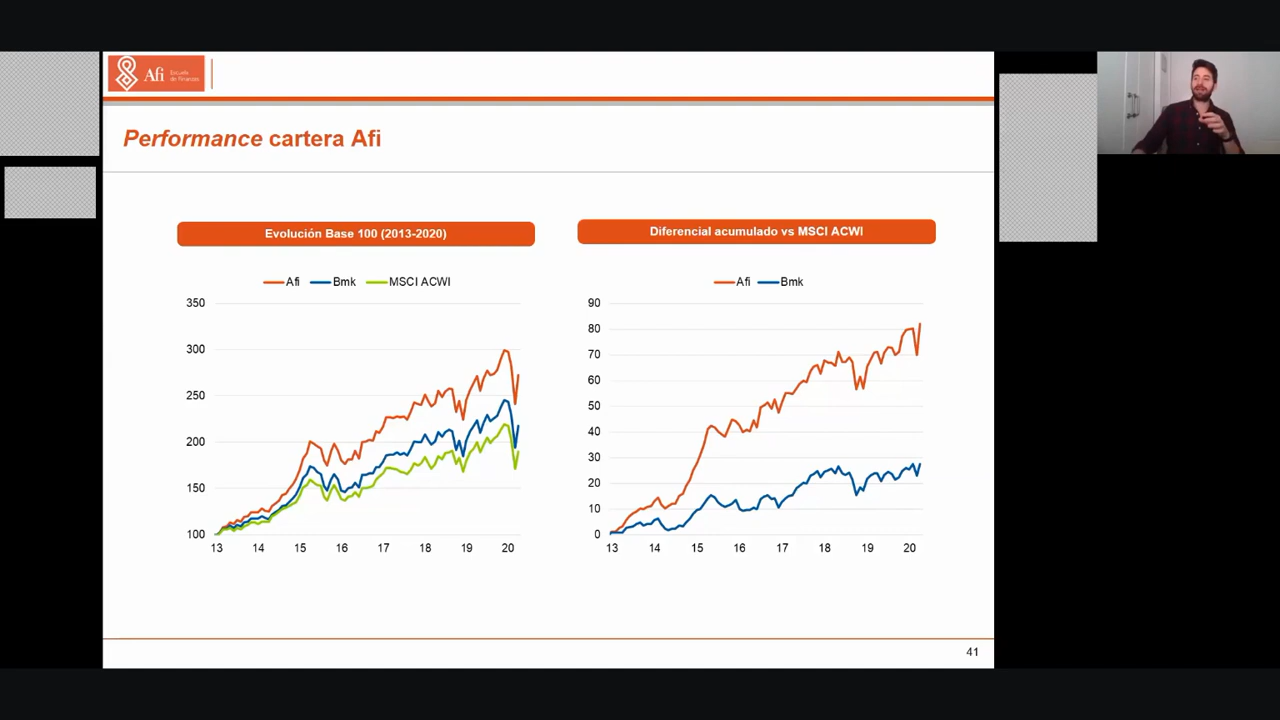 Afi
Escuela
de Finanzas
Performance cartera Afi
Evolución Base 100 (2013-2020)
Afi Bmk MSCI ACWI
350
300
250
200
150
100
13 14 15 16 17 18 19 20
Diferencial acumulado vs MSCI ACWI
Afi Bmk
90
80
70
60
50
40
30
20
10
0
13 14 15 16 17 18 19 20
41